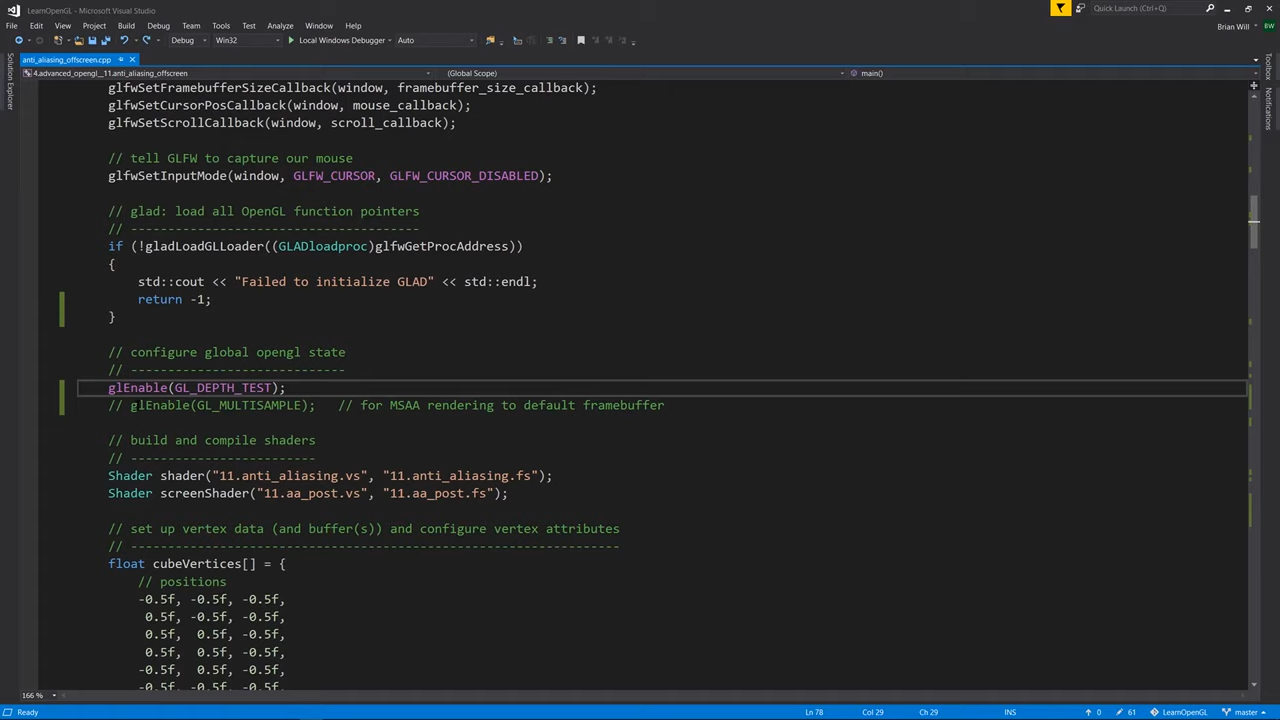 LearnOpenGL - Microsoft Visual Studio
Quick Launch (Ctrl+Q)
File Edit View Project Build Debug Team Tools Test Analyze Window Help
Brian Will BW
Debug Win32 Local Windows Debugger Auto
anti_aliasing_offscreen.cpp
4.advanced_opengl__11.anti_aliasing_offscreen (Global Scope) main()
Solution Explorer
Toolbox
Notifications
glfwSetFramebufferSizeCallback(window, framebuffer_size_callback);
glfwSetCursorPosCallback(window, mouse_callback);
glfwSetScrollCallback(window, scroll_callback);
// tell GLFW to capture our mouse
glfwSetInputMode(window, GLFW_CURSOR, GLFW_CURSOR_DISABLED);
// glad: load all OpenGL function pointers
// ---------------------------------------
if (!gladLoadGLLoader((GLADloadproc)glfwGetProcAddress))
{
std::cout << "Failed to initialize GLAD" << std::endl;
return -1;
}
// configure global opengl state
// -----------------------------
glEnable(GL_DEPTH_TEST);
// glEnable(GL_MULTISAMPLE);   // for MSAA rendering to default framebuffer
// build and compile shaders
// -------------------------
Shader shader("11.anti_aliasing.vs", "11.anti_aliasing.fs");
Shader screenShader("11.aa_post.vs", "11.aa_post.fs");
// set up vertex data (and buffer(s)) and configure vertex attributes
// ------------------------------------------------------------------
float cubeVertices[] = {
// positions
-0.5f, -0.5f, -0.5f,
0.5f, -0.5f, -0.5f,
0.5f,  0.5f, -0.5f,
0.5f,  0.5f, -0.5f,
-0.5f,  0.5f, -0.5f,
-0.5f, -0.5f, -0.5f,
166 %
Ready Ln 78 Col 29 Ch 29 INS 0 61 LearnOpenGL master